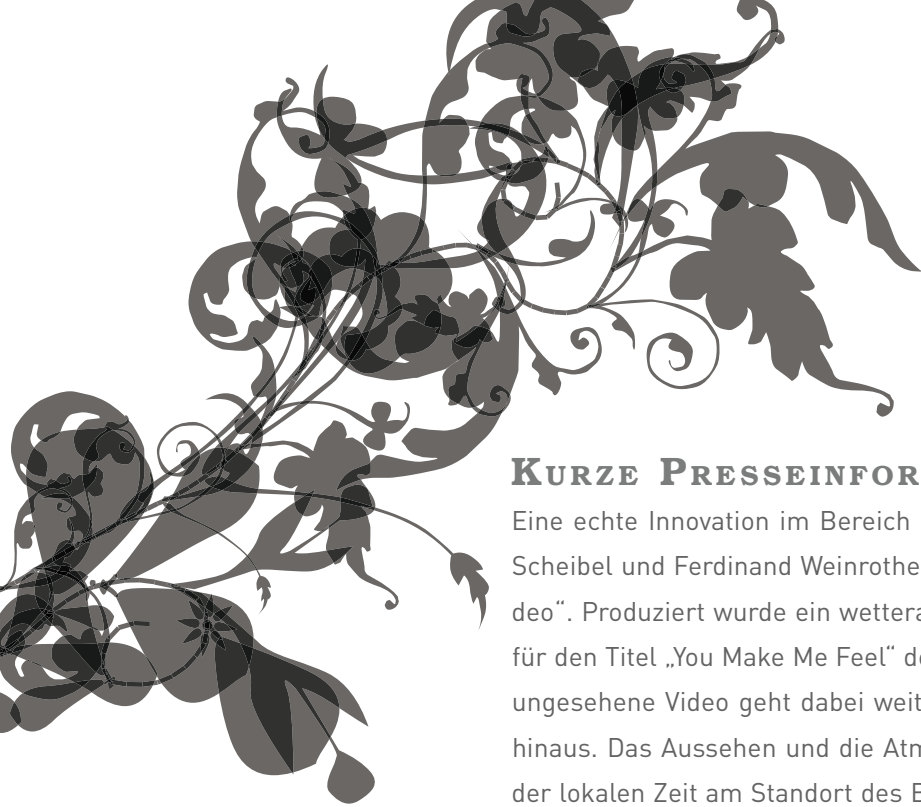 KURZE PRESSEINFOR
Eine echte Innovation im Bereich
Scheibel und Ferdinand Weinrothe
deo“. Produziert wurde ein wettera
für den Titel „You Make Me Feel“ d
ungesehene Video geht dabei weit
hinaus. Das Aussehen und die Atm
der lokalen Zeit am Standort des B